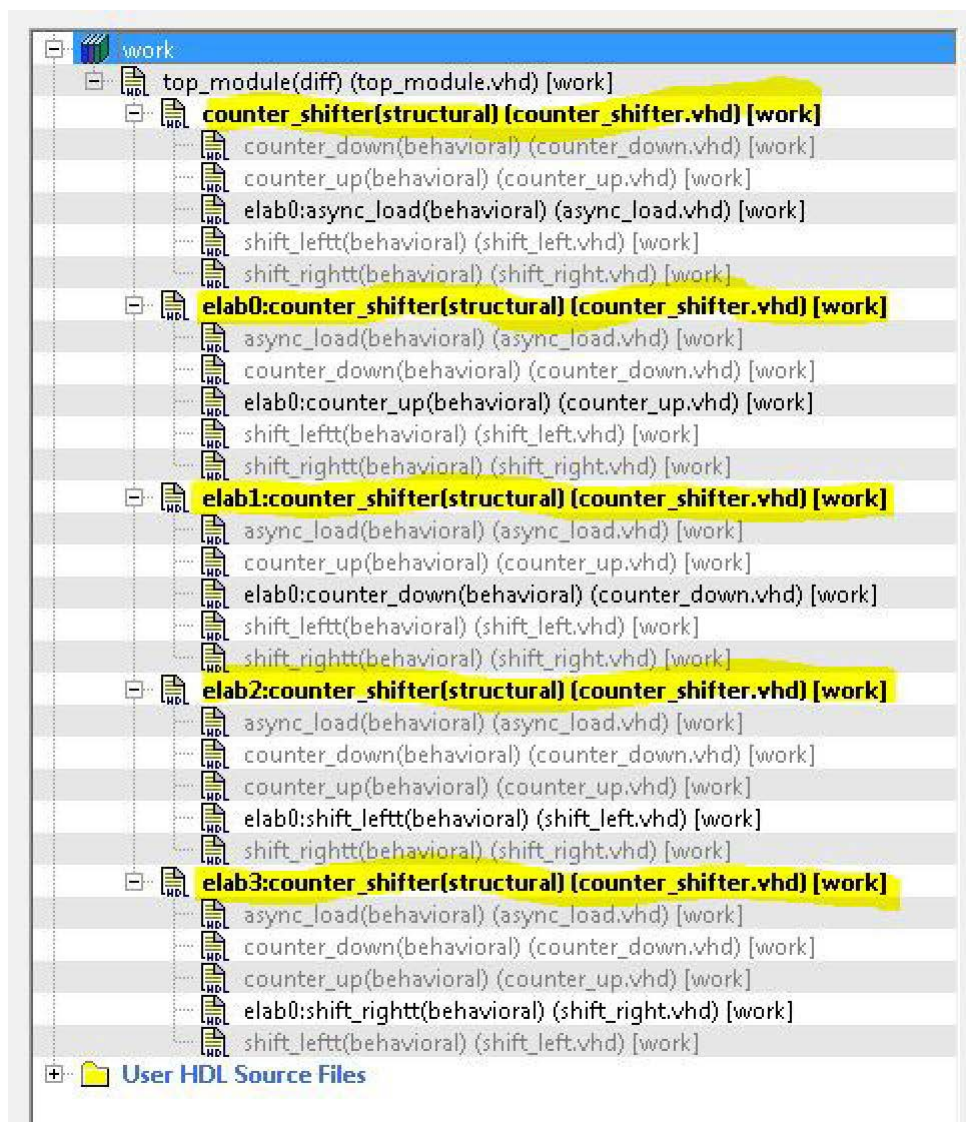 work
top_module(diff) (top_module.vhd) [work]
counter_shifter(structural) (counter_shifter.vhd) [work]
counter_down(behavioral) (counter_down.vhd) [work]
counter_up(behavioral) (counter_up.vhd) [work]
elab0:async_load(behavioral) (async_load.vhd) [work]
shift_leftt(behavioral) (shift_left.vhd) [work]
shift_rightt(behavioral) (shift_right.vhd) [work]
elab0:counter_shifter(structural) (counter_shifter.vhd) [work]
async_load(behavioral) (async_load.vhd) [work]
counter_down(behavioral) (counter_down.vhd) [work]
elab0:counter_up(behavioral) (counter_up.vhd) [work]
shift_leftt(behavioral) (shift_left.vhd) [work]
shift_rightt(behavioral) (shift_right.vhd) [work]
elab1:counter_shifter(structural) (counter_shifter.vhd) [work]
async_load(behavioral) (async_load.vhd) [work]
counter_up(behavioral) (counter_up.vhd) [work]
elab0:counter_down(behavioral) (counter_down.vhd) [work]
shift_leftt(behavioral) (shift_left.vhd) [work]
shift_rightt(behavioral) (shift_right.vhd) [work]
elab2:counter_shifter(structural) (counter_shifter.vhd) [work]
async_load(behavioral) (async_load.vhd) [work]
counter_down(behavioral) (counter_down.vhd) [work]
counter_up(behavioral) (counter_up.vhd) [work]
elab0:shift_leftt(behavioral) (shift_left.vhd) [work]
shift_rightt(behavioral) (shift_right.vhd) [work]
elab3:counter_shifter(structural) (counter_shifter.vhd) [work]
async_load(behavioral) (async_load.vhd) [work]
counter_down(behavioral) (counter_down.vhd) [work]
counter_up(behavioral) (counter_up.vhd) [work]
elab0:shift_rightt(behavioral) (shift_right.vhd) [work]
shift_leftt(behavioral) (shift_left.vhd) [work]
User HDL Source Files